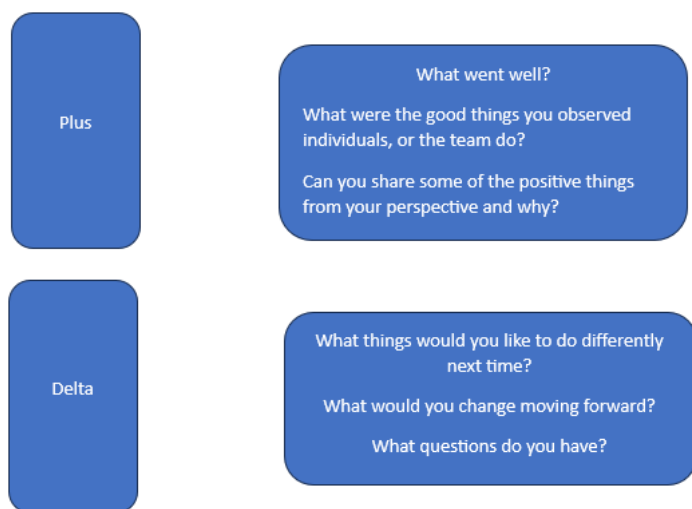 Plus
What went well?
What were the good things you observed
individuals, or the team do?
Can you share some of the positive things
from your perspective and why?
Delta
What things would you like to do differently
next time?
What would you change moving forward?
What questions do you have?